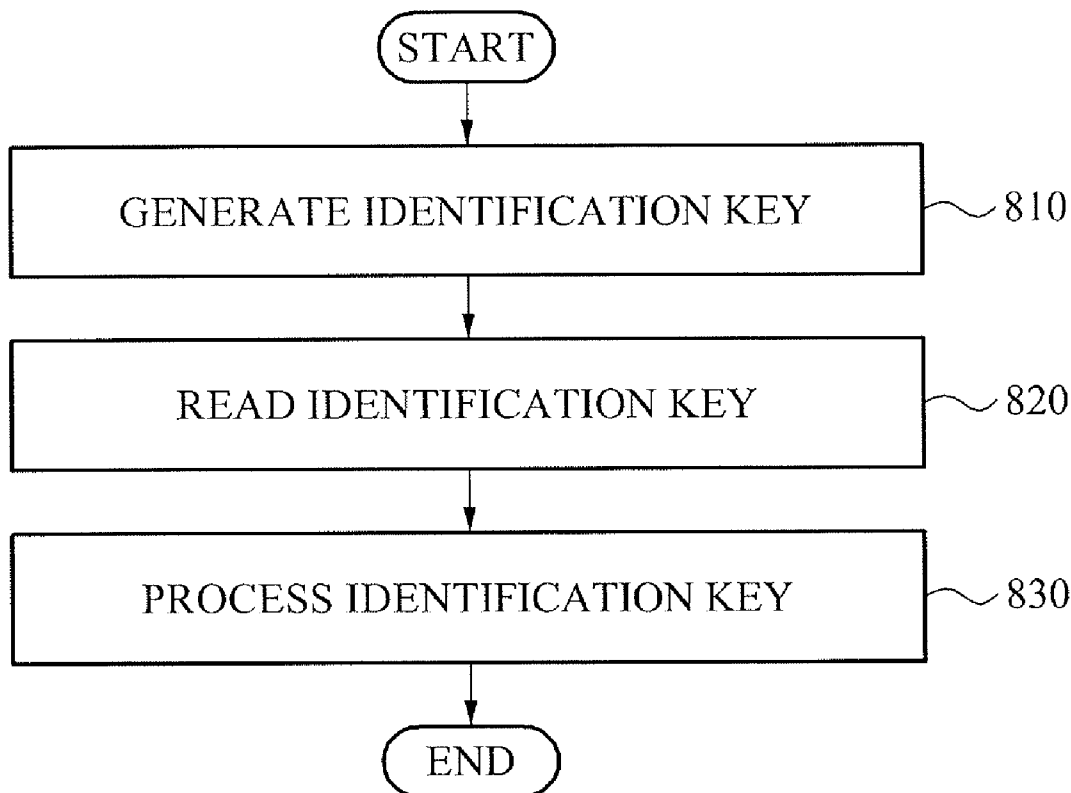 START
GENERATE IDENTIFICATION KEY
810
READ IDENTIFICATION KEY
820
PROCESS IDENTIFICATION KEY
830
END